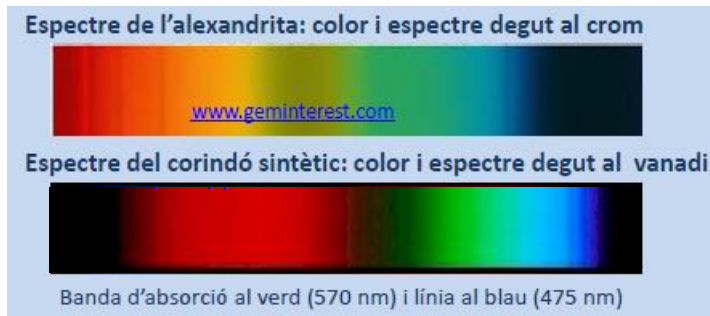 Espectre de l'alexandrita: color i espectre degut al crom
www.geminterest.com
Espectre del corindó sintètic: color i espectre degut al vanadi
Banda d'absorció al verd (570 nm) i línia al blau (475 nm)